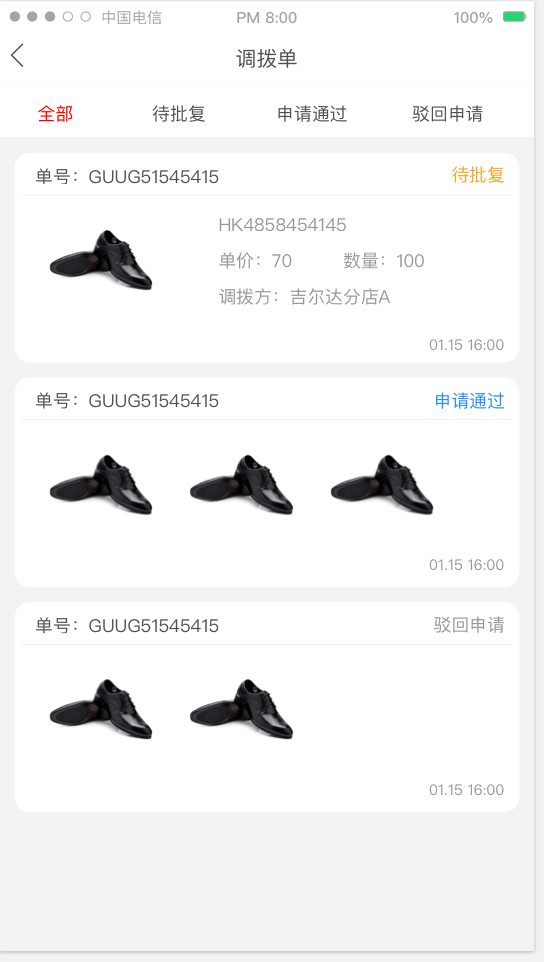 中国电信 PM 8:00 100%
调拨单
全部 待批复 申请通过 驳回申请
单号：GUUG51545415 待批复
HK4858454145
单价：70 数量：100
调拨方：吉尔达分店A
01.15 16:00
单号：GUUG51545415 申请通过
01.15 16:00
单号：GUUG51545415 驳回申请
01.15 16:00